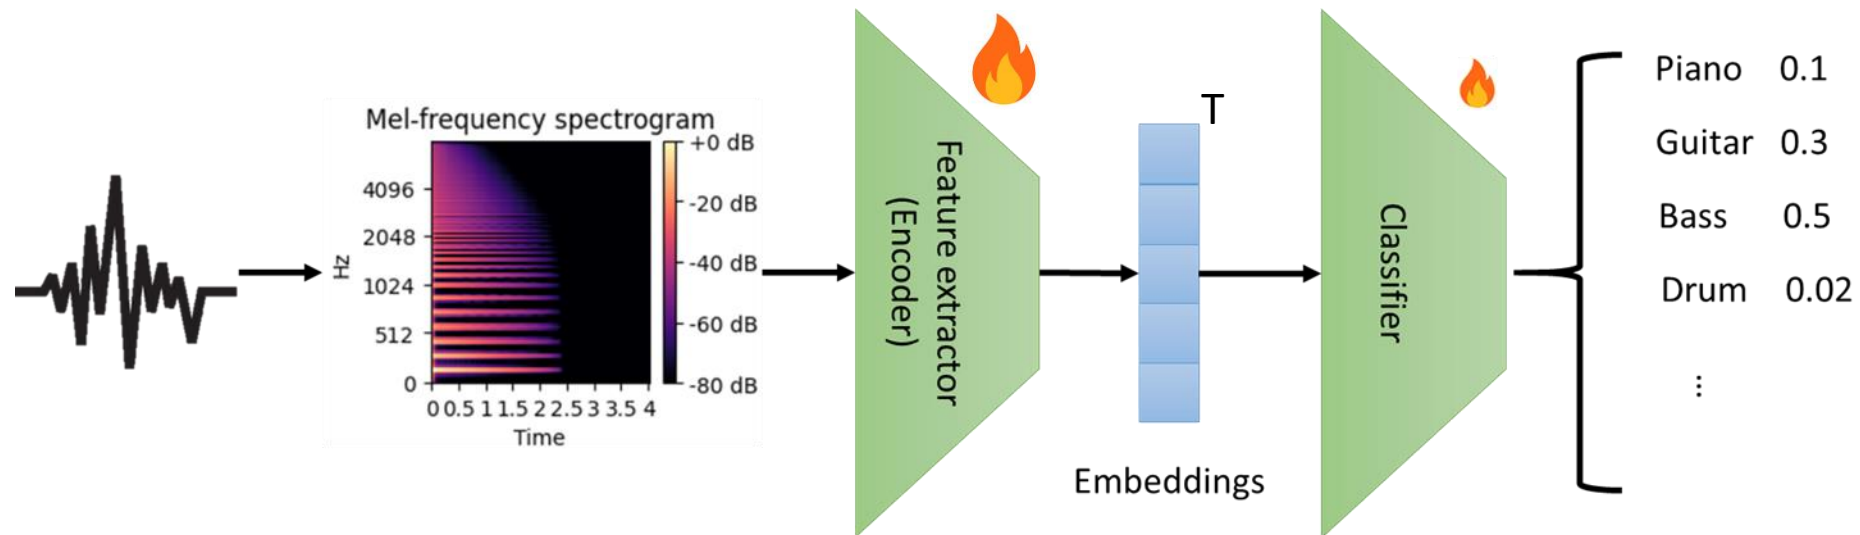 Mel-frequency spectrogram
+0 dB
-20 dB
-40 dB
-60 dB
-80 dB
4096
2048
1024
512
0
Hz
0 0.5 1 1.5 2 2.5 3 3.5 4
Time
Feature extractor
(Encoder)
T
Embeddings
Classifier
Piano 0.1
Guitar 0.3
Bass 0.5
Drum 0.02
...